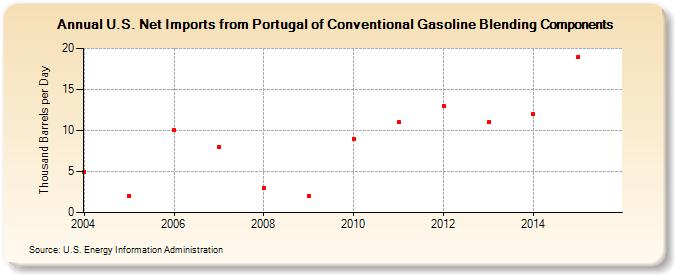 Annual U.S. Net Imports from Portugal of Conventional Gasoline Blending Components
Thousand Barrels per Day
20
15
10
5
0
2004 2006 2008 2010 2012 2014
Source: U.S. Energy Information Administration